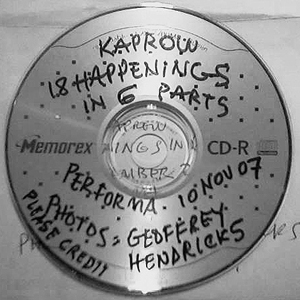 KAPROW
18 HAPPENINGS
IN 6 PARTS
Memorex CD-R
PERFORMA. 10 NOV 07
PHOTOS = GEOFFREY
HENDRICKS
PLEASE CREDIT